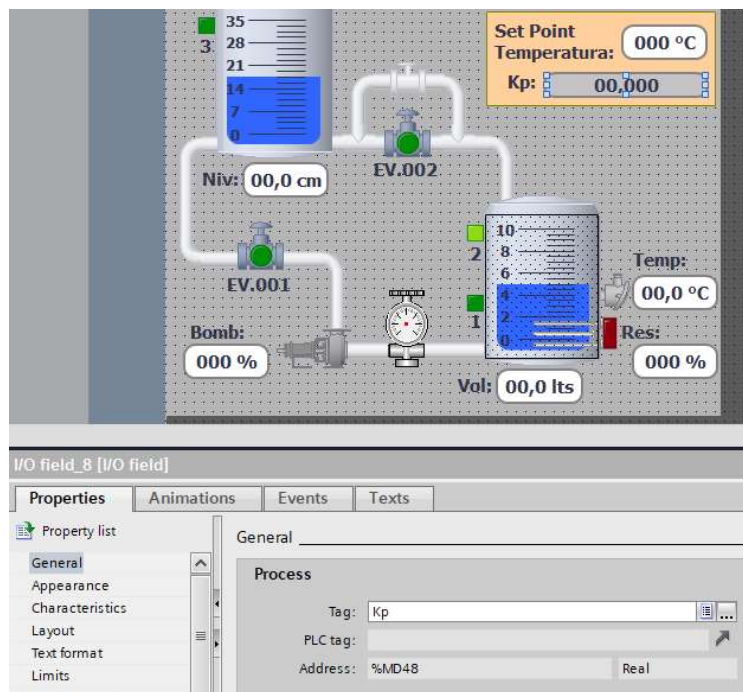 35
28
21
14
7
0
3
Set Point
Temperatura:
000 °C
Kp:
00,000
Niv:
00,0 cm
EV.002
EV.001
10
8
6
4
2
0
2
1
Temp:
00,0 °C
Bomb:
000 %
Res:
000 %
Vol:
00,0 lts
I/O field_8 [I/O field]
Properties
Animations
Events
Texts
Property list
General
Appearance
Characteristics
Layout
Text format
Limits
General
Process
Tag:
Kp
...
PLC tag:
Address:
%MD48
Real